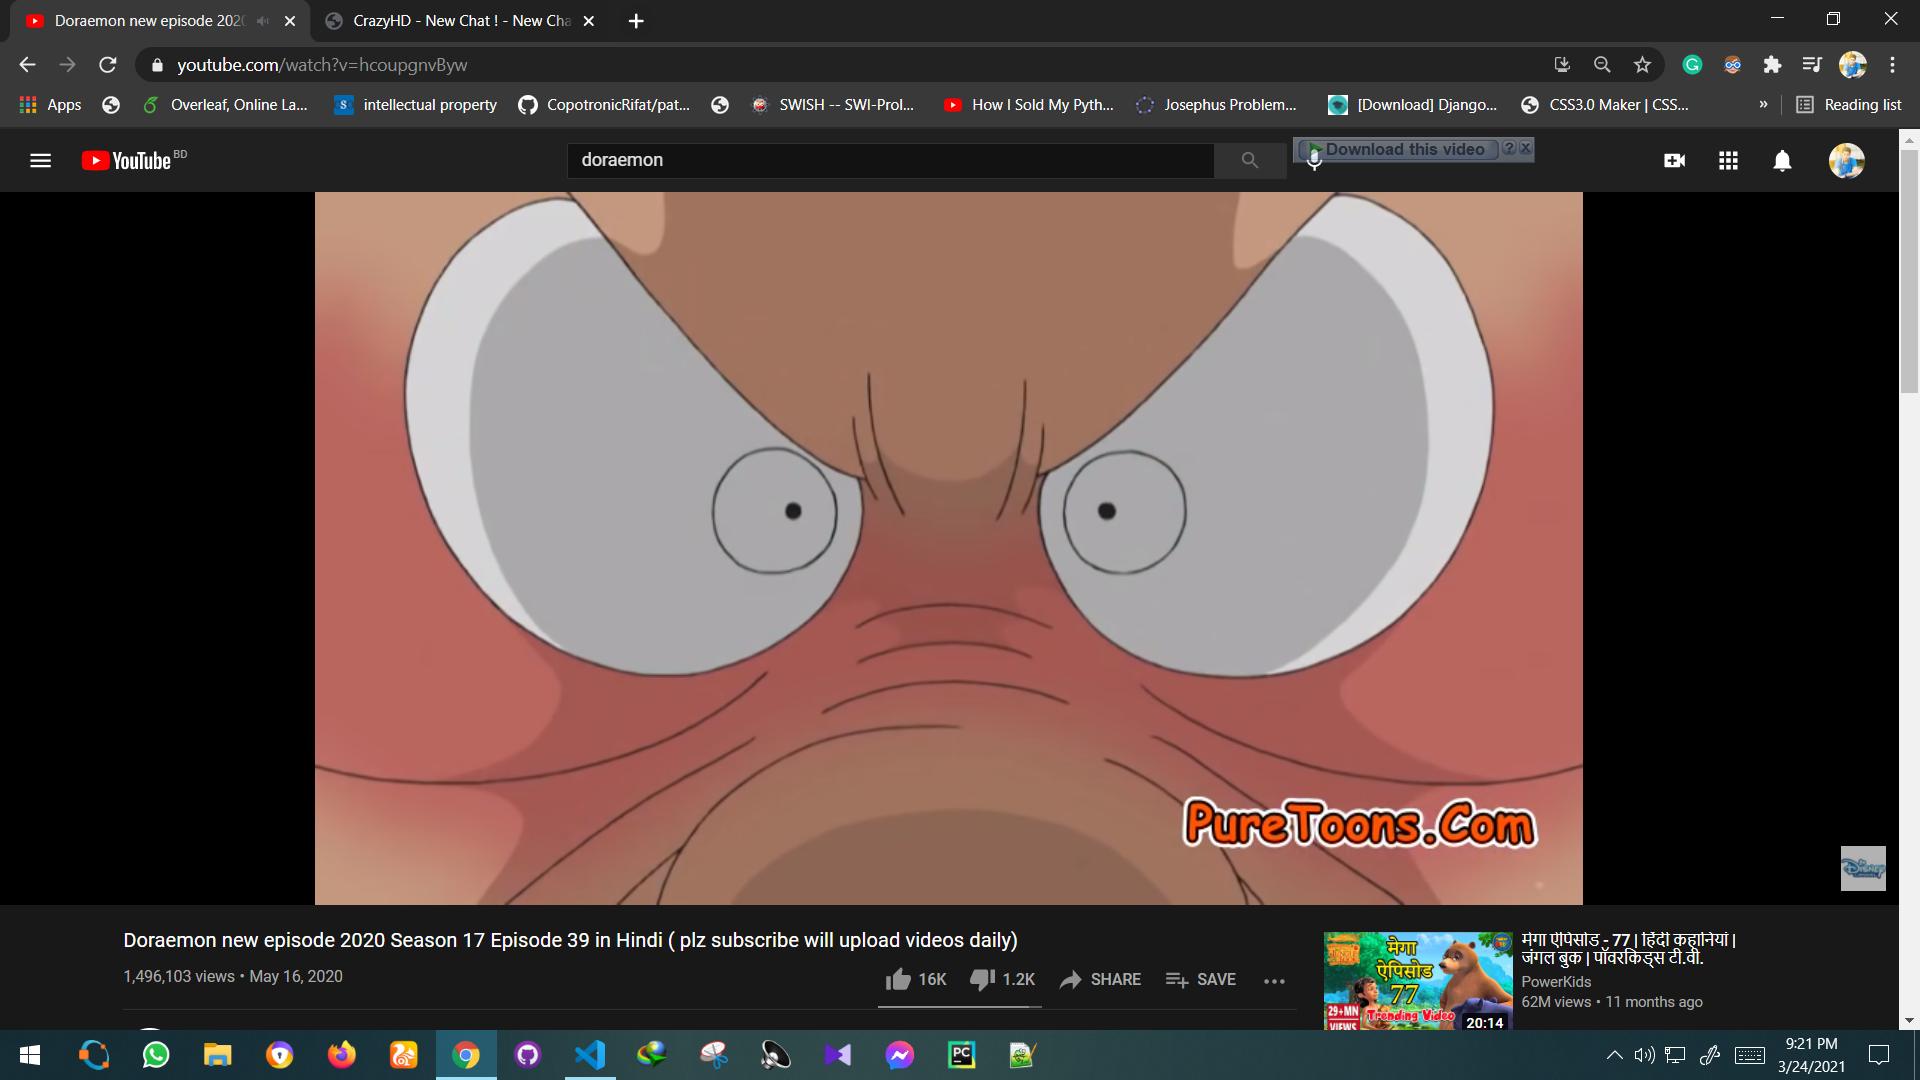 Doraemon new episode 202
CrazyHD - New Chat ! - New Cha
youtube.com/watch?v=hcoupgnvByw
Apps
Overleaf, Online La...
intellectual property
CopotronicRifat/pat...
SWISH -- SWI-Prol...
How I Sold My Pyth...
Josephus Problem...
[Download] Django...
CSS3.0 Maker | CSS...
»
Reading list
YouTube BD
doraemon
Download this video
PureToons.Com
Disney
Doraemon new episode 2020 Season 17 Episode 39 in Hindi ( plz subscribe will upload videos daily)
1,496,103 views • May 16, 2020
16K
1.2K
SHARE
SAVE
मेगा
ऐपिसोड
77
29+MN
VIEWS
Trending Video
20:14
मेगा ऐपिसोड - 77 | हिंदी कहानियां |
जंगल बुक | पॉवरकिड्स टी.वी.
PowerKids
62M views • 11 months ago
PC
9:21 PM
3/24/2021